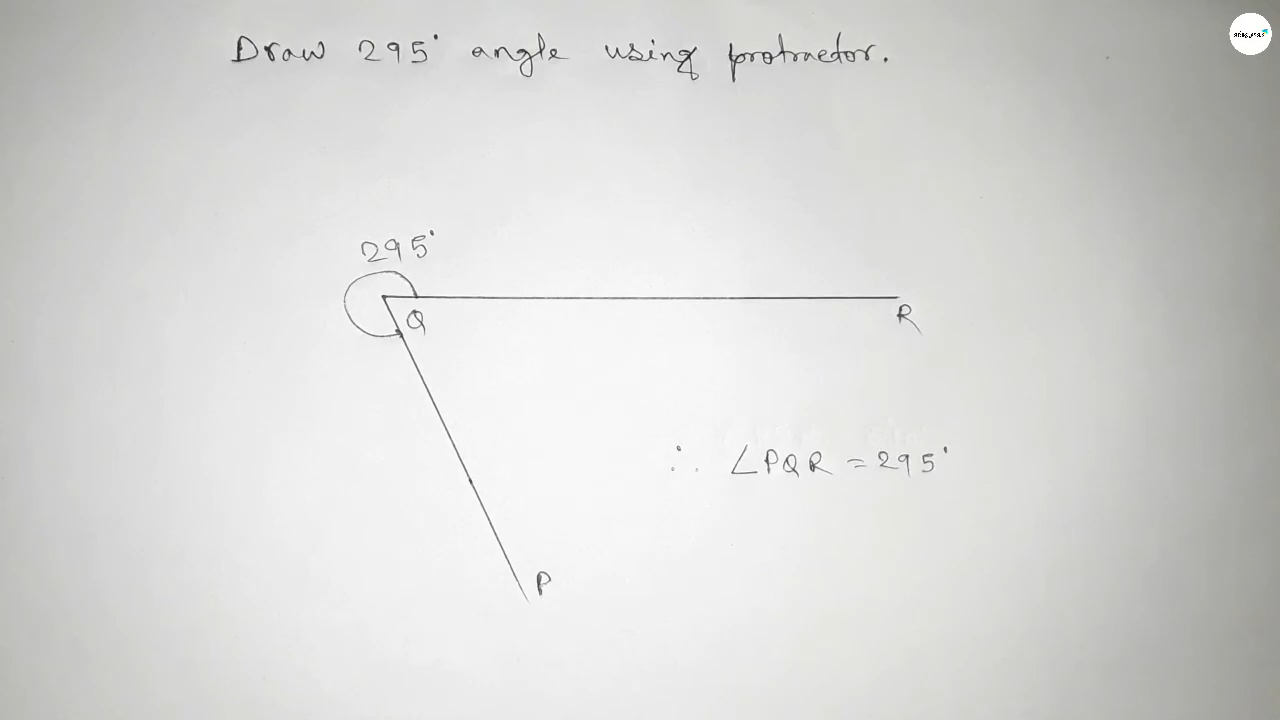 Draw 295° angle using protractor.
295°
Q
R
∴ ∠PQR = 295°
P